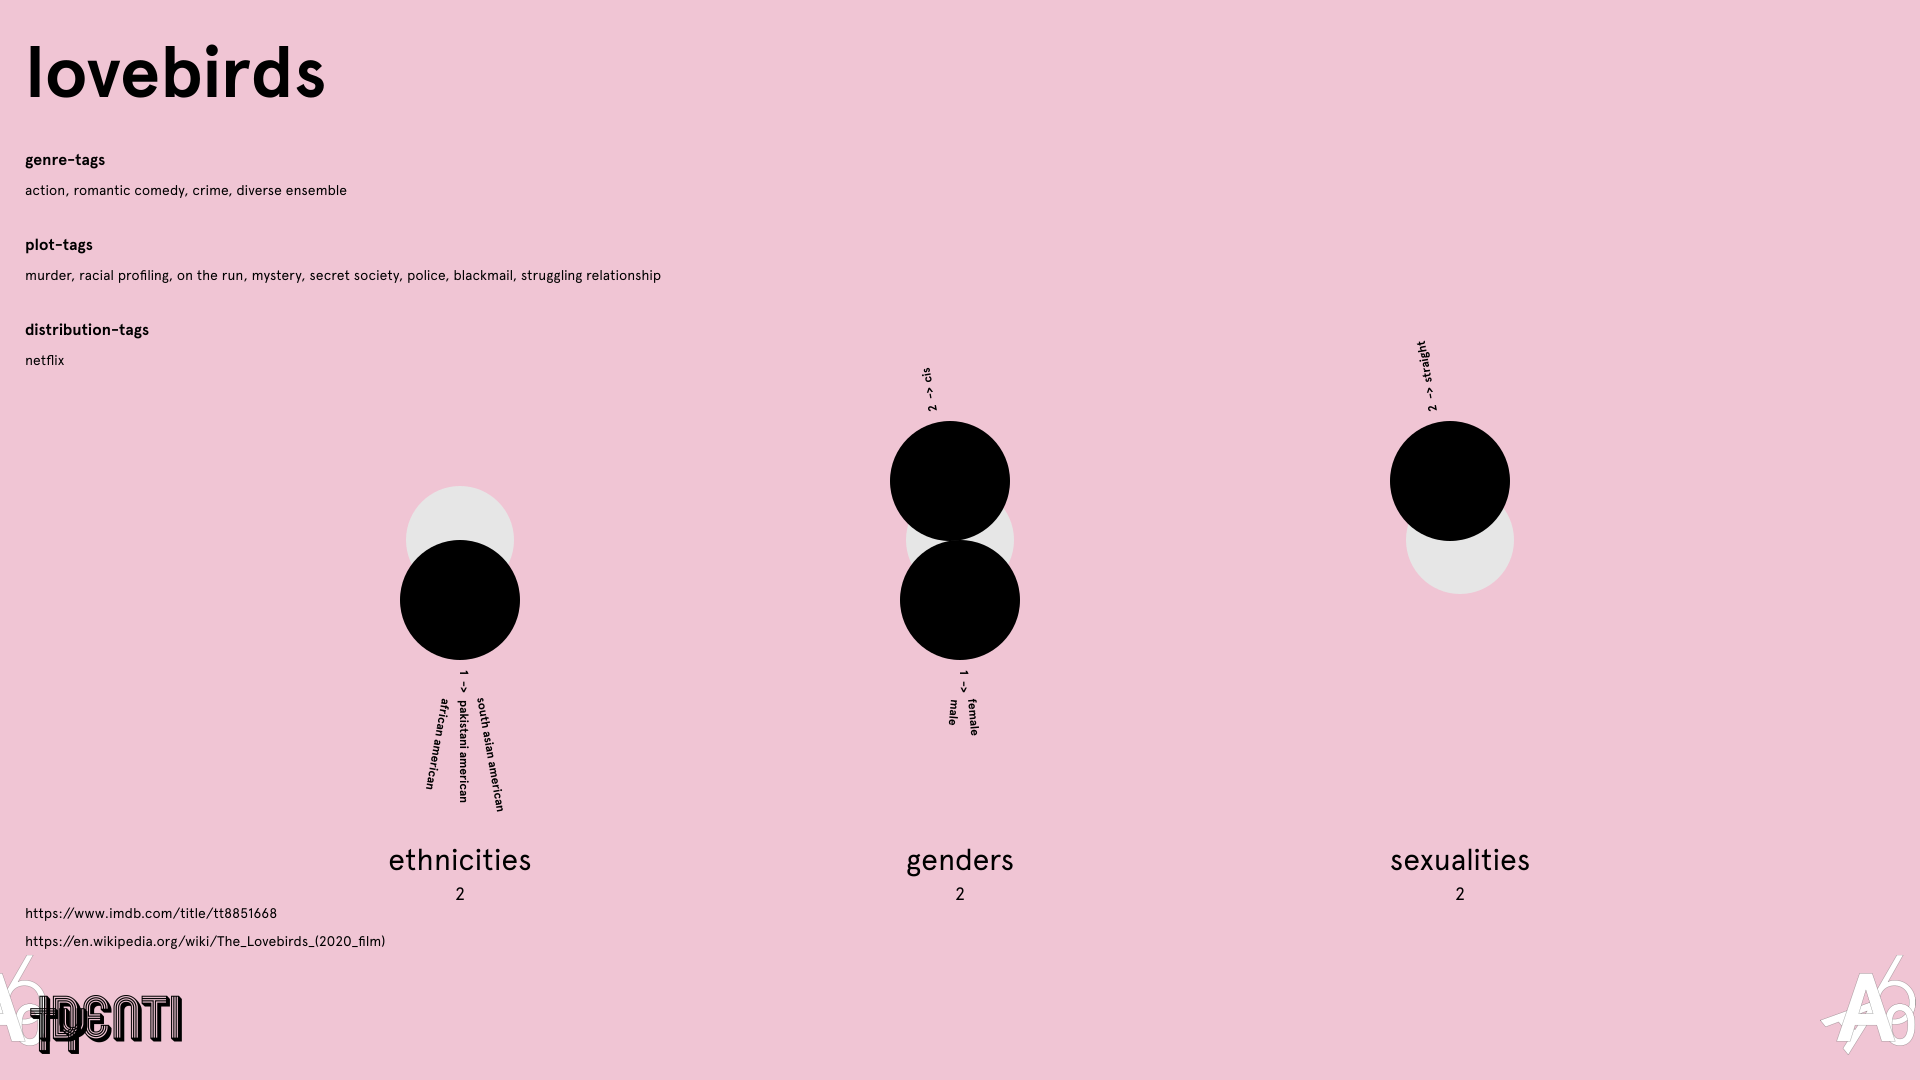 lovebirds
genre-tags
action, romantic comedy, crime, diverse ensemble
plot-tags
murder, racial profiling, on the run, mystery, secret society, police, blackmail, struggling relationship
distribution-tags
netflix
2 -> cis
2 -> straight
1 ->
south asian american
pakistani american
african american
1 ->
female
male
ethnicities
2
genders
2
sexualities
2
https://www.imdb.com/title/tt8851668
https://en.wikipedia.org/wiki/The_Lovebirds_(2020_film)
IDENTI